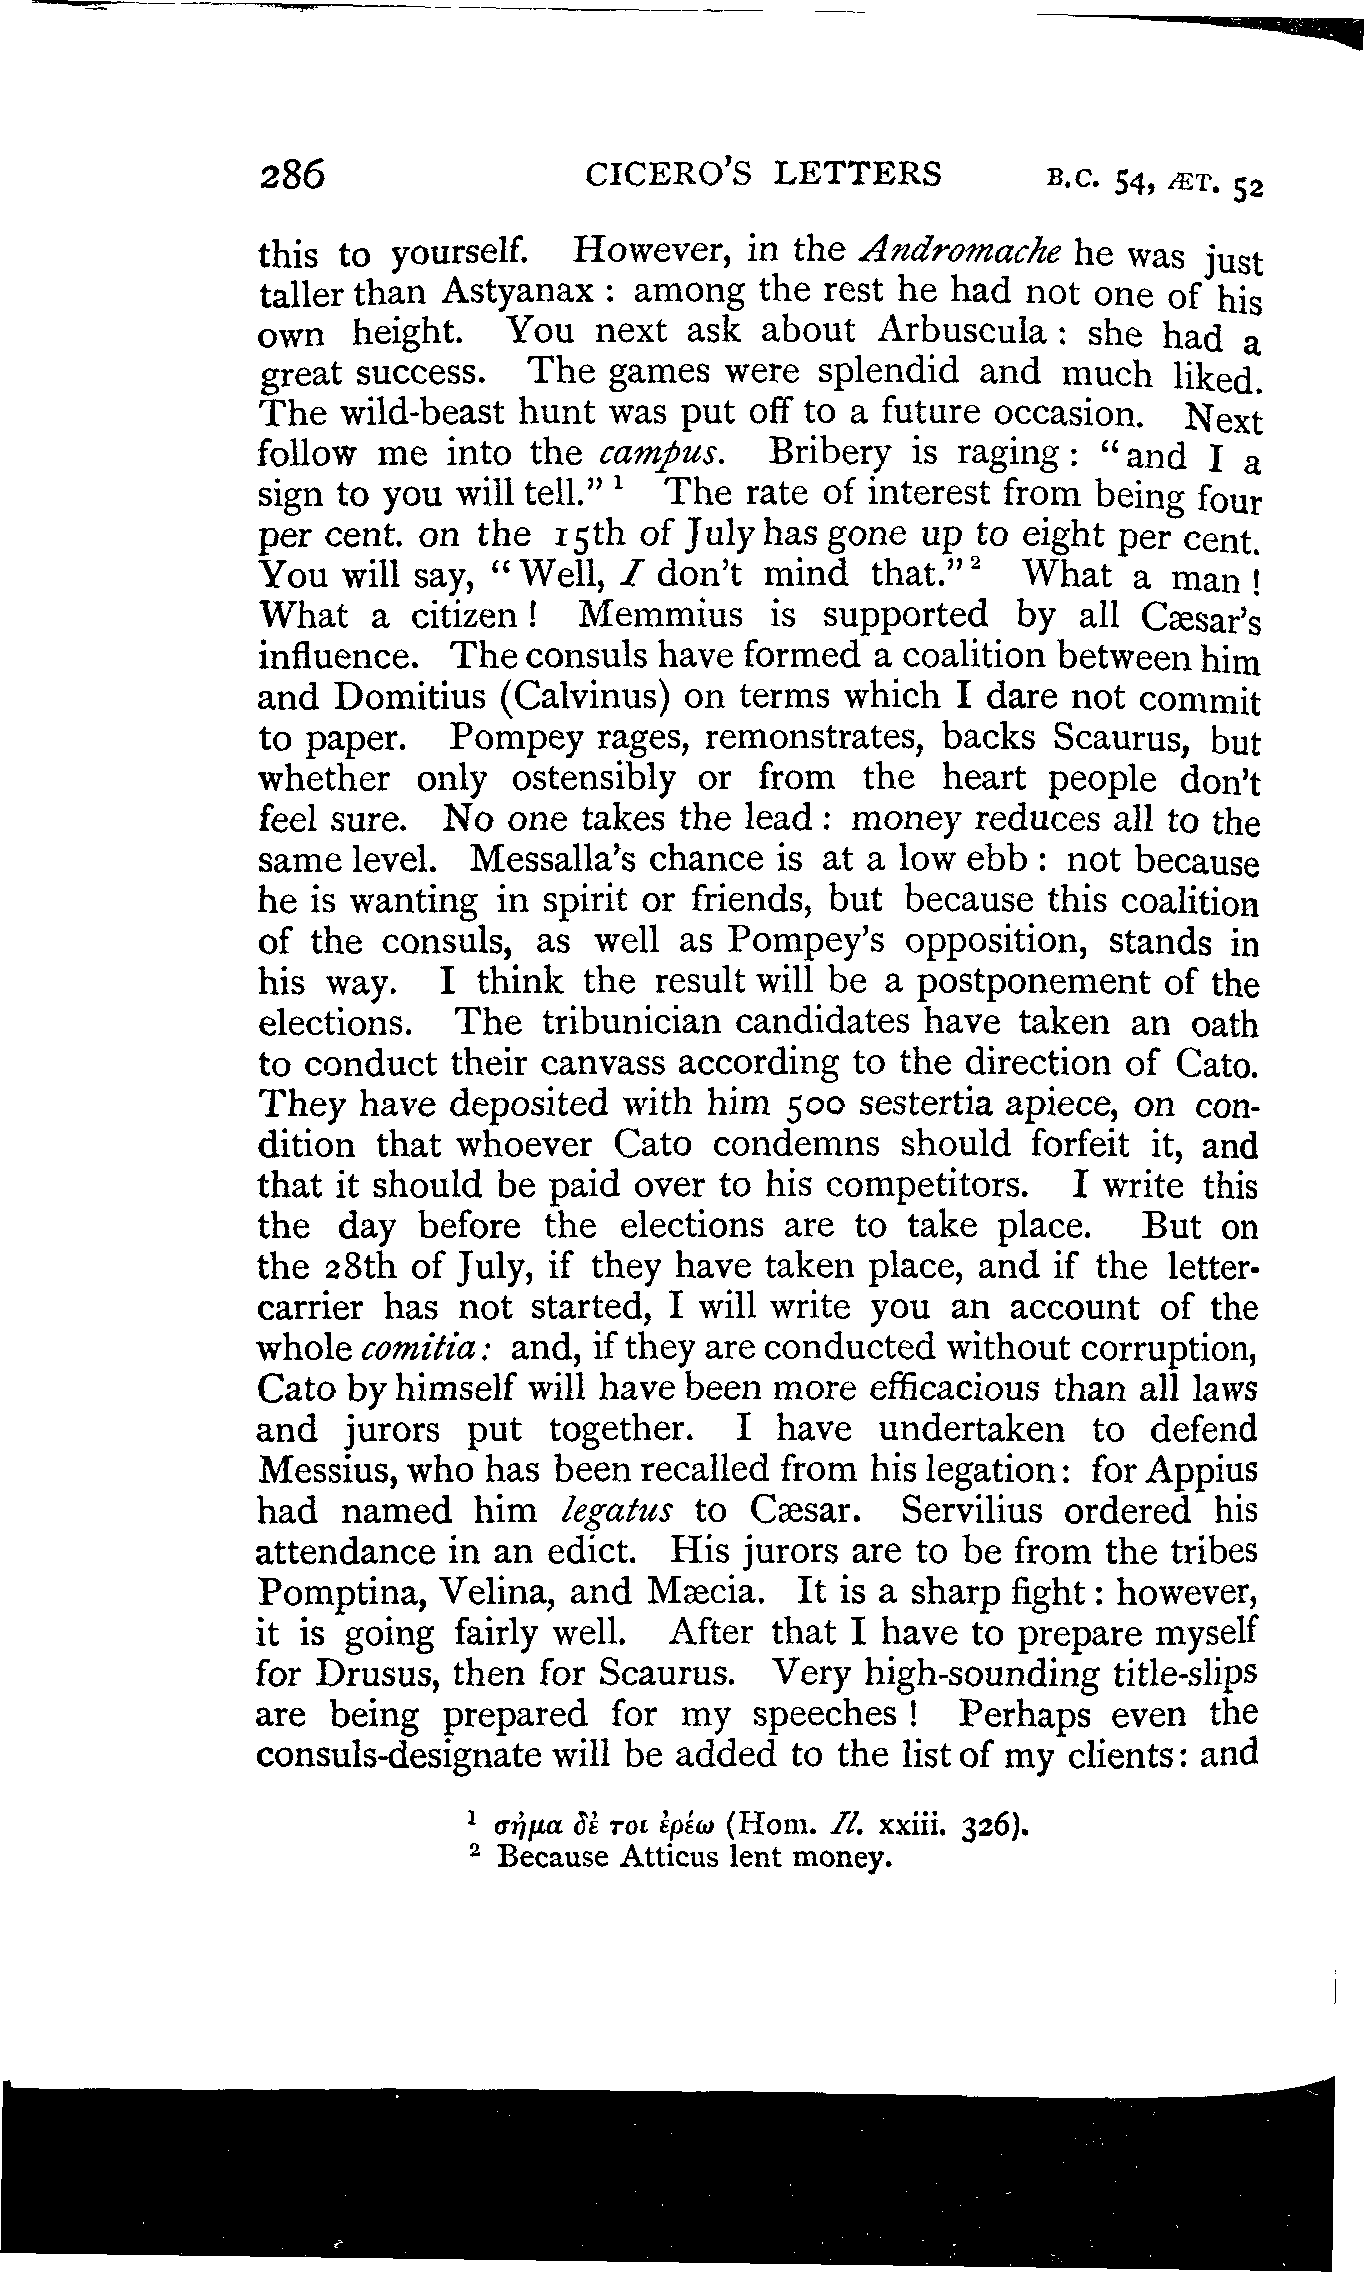 286 CICERO'S LETTERS B.C. 54, ÆT. 52
this to yourself. However, in the Andromache he was just
taller than Astyanax : among the rest he had not one of his
own height. You next ask about Arbuscula : she had a
great success. The games were splendid and much liked.
The wild-beast hunt was put off to a future occasion. Next
follow me into the campus. Bribery is raging : "and I a
sign to you will tell." ¹ The rate of interest from being four
per cent. on the 15th of July has gone up to eight per cent.
You will say, "Well, I don't mind that." ² What a man !
What a citizen ! Memmius is supported by all Cæsar's
influence. The consuls have formed a coalition between him
and Domitius (Calvinus) on terms which I dare not commit
to paper. Pompey rages, remonstrates, backs Scaurus, but
whether only ostensibly or from the heart people don't
feel sure. No one takes the lead : money reduces all to the
same level. Messalla's chance is at a low ebb : not because
he is wanting in spirit or friends, but because this coalition
of the consuls, as well as Pompey's opposition, stands in
his way. I think the result will be a postponement of the
elections. The tribunician candidates have taken an oath
to conduct their canvass according to the direction of Cato.
They have deposited with him 500 sestertia apiece, on con-
dition that whoever Cato condemns should forfeit it, and
that it should be paid over to his competitors. I write this
the day before the elections are to take place. But on
the 28th of July, if they have taken place, and if the letter-
carrier has not started, I will write you an account of the
whole comitia: and, if they are conducted without corruption,
Cato by himself will have been more efficacious than all laws
and jurors put together. I have undertaken to defend
Messius, who has been recalled from his legation: for Appius
had named him legatus to Cæsar. Servilius ordered his
attendance in an edict. His jurors are to be from the tribes
Pomptina, Velina, and Mæcia. It is a sharp fight : however,
it is going fairly well. After that I have to prepare myself
for Drusus, then for Scaurus. Very high-sounding title-slips
are being prepared for my speeches ! Perhaps even the
consuls-designate will be added to the list of my clients: and
¹ σῆμα δέ τοι ἐρέω (Hom. Il. xxiii. 326).
² Because Atticus lent money.